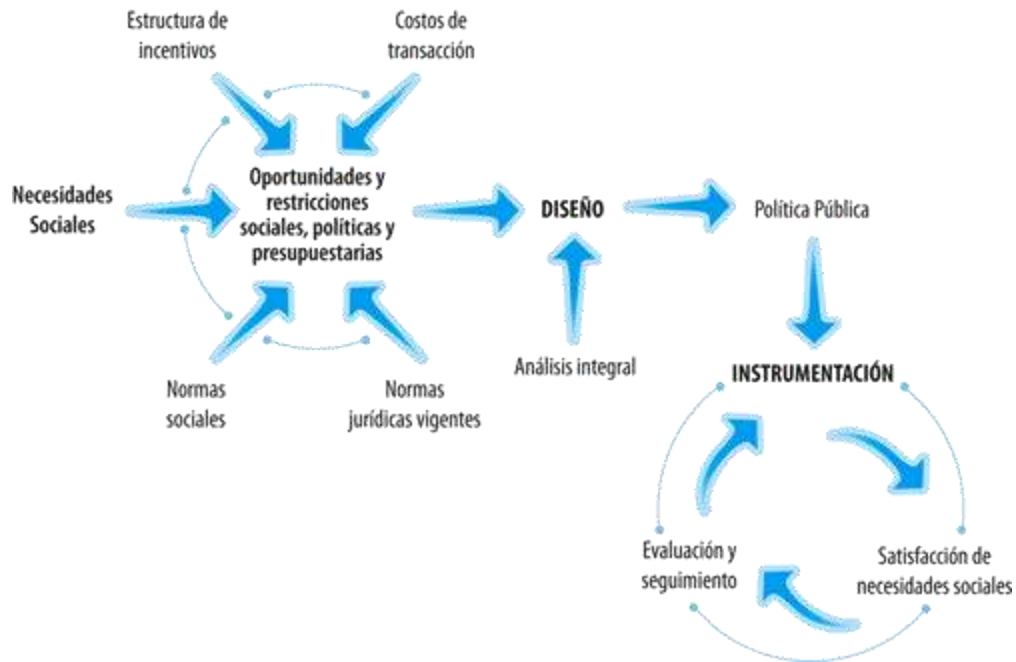 Estructura de
incentivos
Costos de
transacción
Necesidades
Sociales
Oportunidades y
restricciones
sociales, políticas y
presupuestarias
DISEÑO
Política Pública
Normas
sociales
Normas
jurídicas vigentes
Análisis integral
INSTRUMENTACIÓN
Evaluación y
seguimiento
Satisfacción de
necesidades sociales